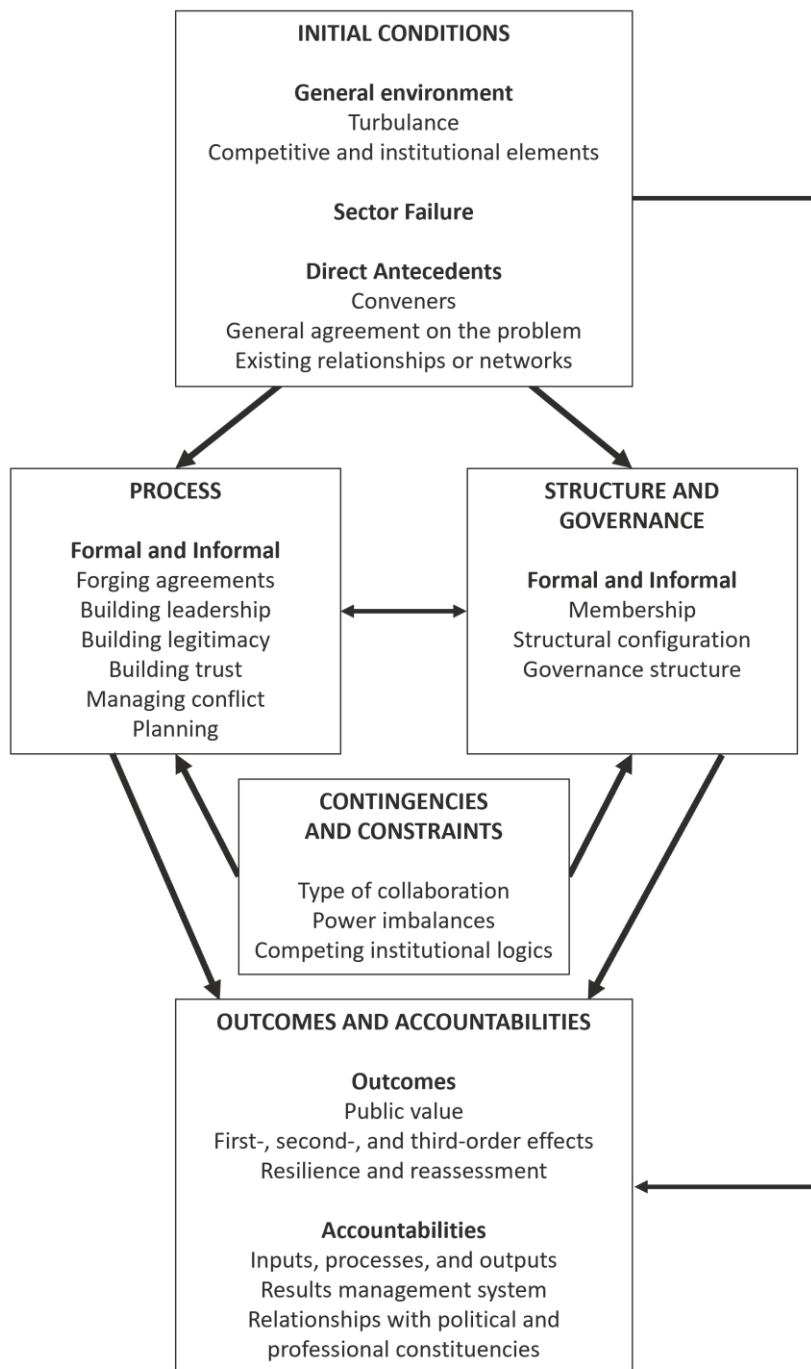 INITIAL CONDITIONS
General environment
Turbulance
Competitive and institutional elements
Sector Failure
Direct Antecedents
Conveners
General agreement on the problem
Existing relationships or networks
PROCESS
Formal and Informal
Forging agreements
Building leadership
Building legitimacy
Building trust
Managing conflict
Planning
STRUCTURE AND
GOVERNANCE
Formal and Informal
Membership
Structural configuration
Governance structure
CONTINGENCIES
AND CONSTRAINTS
Type of collaboration
Power imbalances
Competing institutional logics
OUTCOMES AND ACCOUNTABILITIES
Outcomes
Public value
First-, second-, and third-order effects
Resilience and reassessment
Accountabilities
Inputs, processes, and outputs
Results management system
Relationships with political and
professional constituencies